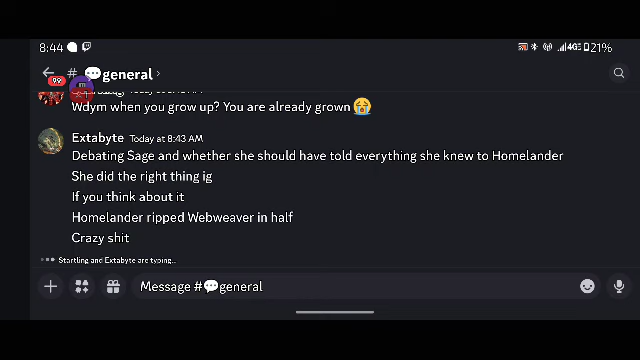 8:44
4G
21%
# 💬general ›
99
Wdym when you grow up? You are already grown 😭
Extabyte Today at 8:43 AM
Debating Sage and whether she should have told everything she knew to Homelander
She did the right thing ig
If you think about it
Homelander ripped Webweaver in half
Crazy shit
Startling and Extabyte are typing...
Message #💬general